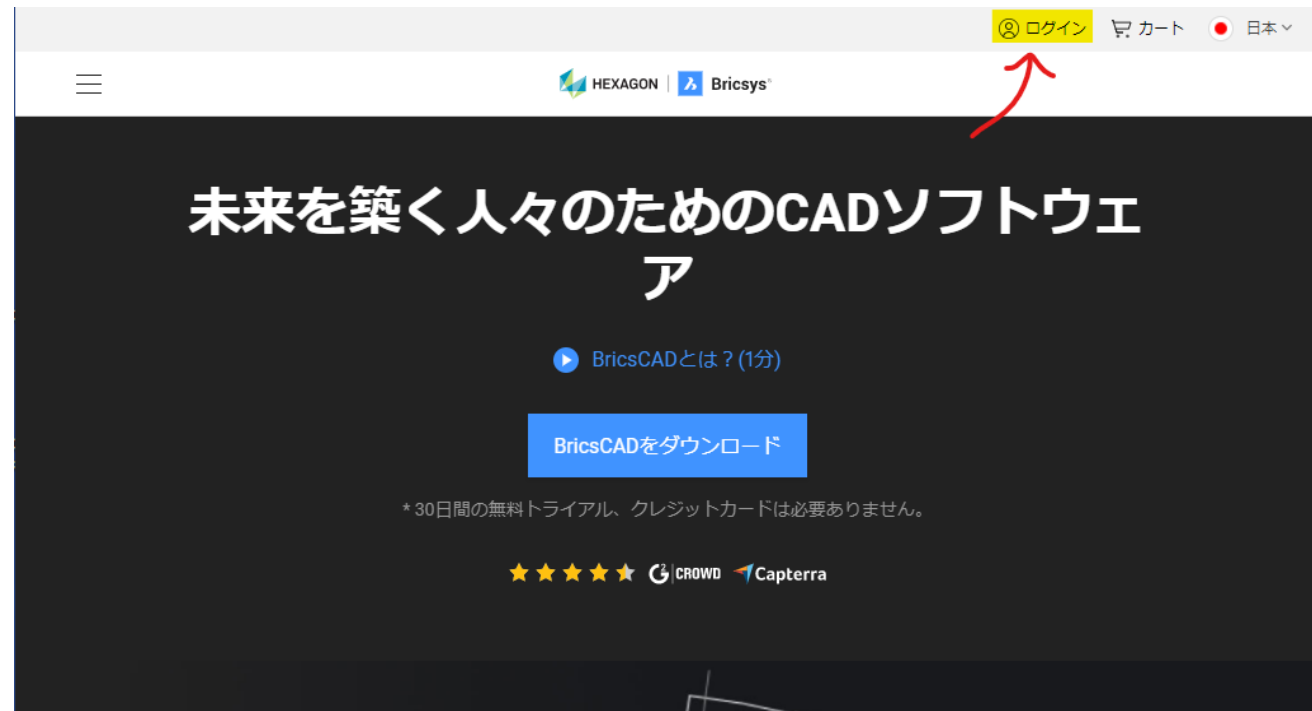 ログイン カート 日本
HEXAGON | Bricsys
未来を築く人々のためのCADソフトウェ
ア
BricsCADとは？(1分)
BricsCADをダウンロード
* 30日間の無料トライアル、クレジットカードは必要ありません。
G2 | CROWD Capterra